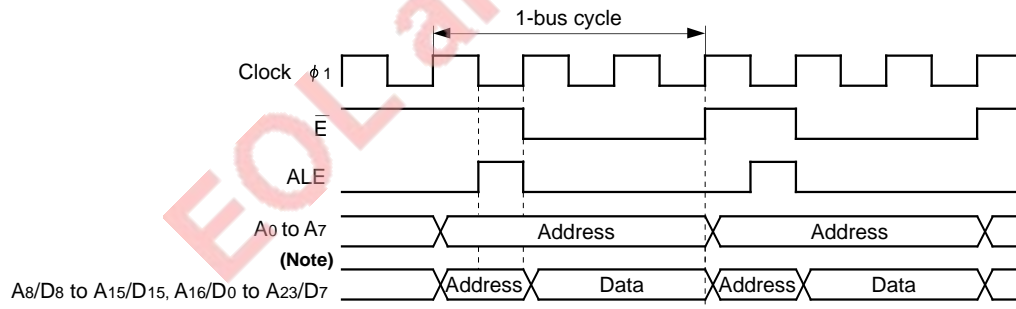 1-bus cycle
Clock ϕ1
E
ALE
A0 to A7 Address Address
(Note)
A8/D8 to A15/D15, A16/D0 to A23/D7 Address Data Address Data
EOL a